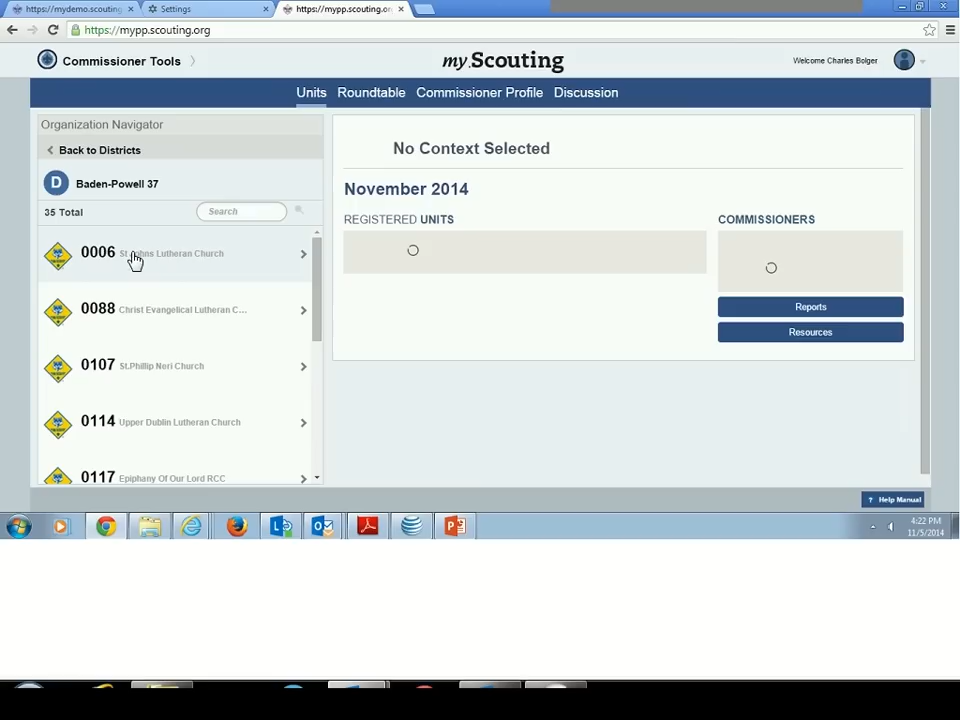 https://mydemo.scouting.
Settings
https://mypp.scouting.or
https://mypp.scouting.org
Commissioner Tools
my.Scouting
Welcome Charles Bolger
Units Roundtable Commissioner Profile Discussion
Organization Navigator
Back to Districts
D Baden-Powell 37
35 Total
Search
0006 St.Johns Lutheran Church
0088 Christ Evangelical Lutheran C...
0107 St.Phillip Neri Church
0114 Upper Dublin Lutheran Church
0117 Epiphany Of Our Lord RCC
No Context Selected
November 2014
REGISTERED UNITS
COMMISSIONERS
Reports
Resources
? Help Manual
4:22 PM
11/5/2014